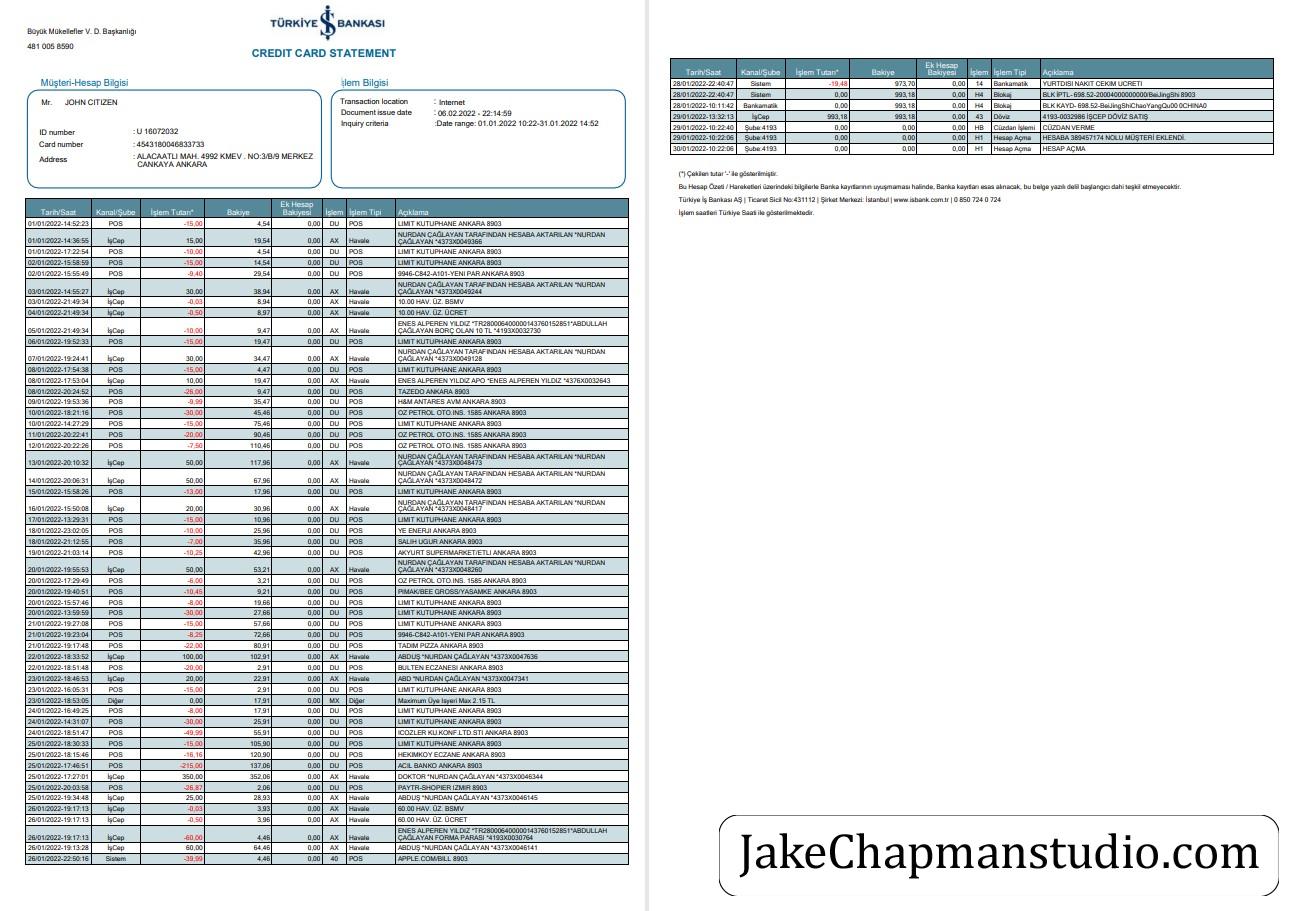 Büyük Mükellefler V. D. Başkanlığı
481 005 8590
TÜRKİYE İŞ BANKASI
CREDIT CARD STATEMENT
Müşteri-Hesap Bilgisi
Mr. JOHN CITIZEN
ID number : U 16072032
Card number : 4543180046833733
Address : ALACAATLI MAH. 4992 KMEV . NO:3/B/9 MERKEZ
CANKAYA ANKARA
İşlem Bilgisi
Transaction location : Internet
Document issue date : 06.02.2022 - 22:14:59
Inquiry criteria :Date range: 01.01.2022 10:22-31.01.2022 14:52
Tarih/Saat Kanal/Şube İşlem Tutarı* Bakiye Ek Hesap Bakiyesi İşlem İşlem Tipi Açıklama
01/01/2022-14:52:23 POS -15,00 4,54 0,00 DU POS LIMIT KUTUPHANE ANKARA 8903
01/01/2022-14:36:55 İşCep 15,00 19,54 0,00 AX Havale NURDAN ÇAĞLAYAN TARAFINDAN HESABA AKTARILAN *NURDAN
ÇAĞLAYAN *4373X0049366
01/01/2022-17:22:54 POS -10,00 4,54 0,00 DU POS LIMIT KUTUPHANE ANKARA 8903
02/01/2022-15:58:59 POS -15,00 14,54 0,00 DU POS LIMIT KUTUPHANE ANKARA 8903
02/01/2022-15:55:49 POS -9,40 29,54 0,00 DU POS 9946-C842-A101-YENI PAR ANKARA 8903
03/01/2022-14:55:27 İşCep 30,00 38,94 0,00 AX Havale NURDAN ÇAĞLAYAN TARAFINDAN HESABA AKTARILAN *NURDAN
ÇAĞLAYAN *4373X0049244
03/01/2022-21:49:34 İşCep -0,03 8,94 0,00 AX Havale 10.00 HAV. ÜZ. BSMV
04/01/2022-21:49:34 İşCep -0,50 8,97 0,00 AX Havale 10.00 HAV. ÜZ. ÜCRET
05/01/2022-21:49:34 İşCep -10,00 9,47 0,00 AX Havale ENES ALPEREN YILDIZ *TR280006400000143760152851*ABDULLAH
ÇAĞLAYAN BORÇ OLAN 10 TL *4193X0032730
06/01/2022-19:52:33 POS -15,00 19,47 0,00 DU POS LIMIT KUTUPHANE ANKARA 8903
07/01/2022-19:24:41 İşCep 30,00 34,47 0,00 AX Havale NURDAN ÇAĞLAYAN TARAFINDAN HESABA AKTARILAN *NURDAN
ÇAĞLAYAN *4373X0049128
08/01/2022-17:54:38 POS -15,00 4,47 0,00 DU POS LIMIT KUTUPHANE ANKARA 8903
08/01/2022-17:53:04 İşCep 10,00 19,47 0,00 AX Havale ENES ALPEREN YILDIZ APO *ENES ALPEREN YILDIZ *4376X0032643
08/01/2022-20:24:52 POS -26,00 9,47 0,00 DU POS TAZEDO ANKARA 8903
09/01/2022-19:53:36 POS -9,99 35,47 0,00 DU POS H&M ANTARES AVM ANKARA 8903
10/01/2022-18:21:16 POS -30,00 45,46 0,00 DU POS OZ PETROL OTO.INS. 1585 ANKARA 8903
10/01/2022-14:27:29 POS -15,00 75,46 0,00 DU POS LIMIT KUTUPHANE ANKARA 8903
11/01/2022-20:22:41 POS -20,00 90,46 0,00 DU POS OZ PETROL OTO.INS. 1585 ANKARA 8903
12/01/2022-20:22:26 POS -7,50 110,46 0,00 DU POS OZ PETROL OTO.INS. 1585 ANKARA 8903
13/01/2022-20:10:32 İşCep 50,00 117,96 0,00 AX Havale NURDAN ÇAĞLAYAN TARAFINDAN HESABA AKTARILAN *NURDAN
ÇAĞLAYAN *4373X0048473
14/01/2022-20:06:31 İşCep 50,00 67,96 0,00 AX Havale NURDAN ÇAĞLAYAN TARAFINDAN HESABA AKTARILAN *NURDAN
ÇAĞLAYAN *4373X0048472
15/01/2022-15:58:26 POS -13,00 17,96 0,00 DU POS LIMIT KUTUPHANE ANKARA 8903
16/01/2022-15:50:08 İşCep 20,00 30,96 0,00 AX Havale NURDAN ÇAĞLAYAN TARAFINDAN HESABA AKTARILAN *NURDAN
ÇAĞLAYAN *4373X0048417
17/01/2022-13:29:31 POS -15,00 10,96 0,00 DU POS LIMIT KUTUPHANE ANKARA 8903
18/01/2022-23:02:05 POS -10,00 25,96 0,00 DU POS YE ENERJI ANKARA 8903
18/01/2022-21:12:55 POS -7,00 35,96 0,00 DU POS SALIH UGUR ANKARA 8903
19/01/2022-21:03:14 POS -10,25 42,96 0,00 DU POS AKYURT SUPERMARKET/ETLI ANKARA 8903
20/01/2022-19:55:53 İşCep 50,00 53,21 0,00 AX Havale NURDAN ÇAĞLAYAN TARAFINDAN HESABA AKTARILAN *NURDAN
ÇAĞLAYAN *4373X0048260
20/01/2022-17:29:49 POS -6,00 3,21 0,00 DU POS OZ PETROL OTO.INS. 1585 ANKARA 8903
20/01/2022-19:40:51 POS -10,45 9,21 0,00 DU POS PIMAK/BEE GROSS/YASAMKE ANKARA 8903
20/01/2022-15:57:46 POS -8,00 19,66 0,00 DU POS LIMIT KUTUPHANE ANKARA 8903
20/01/2022-13:59:59 POS -30,00 27,66 0,00 DU POS LIMIT KUTUPHANE ANKARA 8903
21/01/2022-19:27:08 POS -15,00 57,66 0,00 DU POS LIMIT KUTUPHANE ANKARA 8903
21/01/2022-19:23:04 POS -8,25 72,66 0,00 DU POS 9946-C842-A101-YENI PAR ANKARA 8903
21/01/2022-19:17:48 POS -22,00 80,91 0,00 DU POS TADIM PIZZA ANKARA 8903
22/01/2022-18:33:52 İşCep 100,00 102,91 0,00 AX Havale ABDUŞ *NURDAN ÇAĞLAYAN *4373X0047636
22/01/2022-18:51:48 POS -20,00 2,91 0,00 DU POS BULTEN ECZANESI ANKARA 8903
23/01/2022-18:46:53 İşCep 20,00 22,91 0,00 AX Havale ABD *NURDAN ÇAĞLAYAN *4373X0047341
23/01/2022-16:05:31 POS -15,00 2,91 0,00 DU POS LIMIT KUTUPHANE ANKARA 8903
23/01/2022-18:53:05 Diğer 0,00 17,91 0,00 MX Diğer Maximum Üye Isyeri Max 2.15 TL
24/01/2022-16:49:25 POS -8,00 17,91 0,00 DU POS LIMIT KUTUPHANE ANKARA 8903
24/01/2022-14:31:07 POS -30,00 25,91 0,00 DU POS LIMIT KUTUPHANE ANKARA 8903
24/01/2022-18:51:47 POS -49,99 55,91 0,00 DU POS ICOZLER KU.KONF.LTD.STI ANKARA 8903
25/01/2022-18:30:33 POS -15,00 105,90 0,00 DU POS LIMIT KUTUPHANE ANKARA 8903
25/01/2022-18:15:46 POS -16,16 120,90 0,00 DU POS HEKIMKOY ECZANE ANKARA 8903
25/01/2022-17:46:51 POS -215,00 137,06 0,00 DU POS ACIL BANKO ANKARA 8903
25/01/2022-17:27:01 İşCep 350,00 352,06 0,00 AX Havale DOKTOR *NURDAN ÇAĞLAYAN *4373X0046344
25/01/2022-20:03:58 POS -26,87 2,06 0,00 DU POS PAYTR-SHOPIER IZMIR 8903
25/01/2022-19:34:48 İşCep 25,00 28,93 0,00 AX Havale ABDUŞ *NURDAN ÇAĞLAYAN *4373X0046145
26/01/2022-19:17:13 İşCep -0,03 3,93 0,00 AX Havale 60.00 HAV. ÜZ. BSMV
26/01/2022-19:17:13 İşCep -0,50 3,96 0,00 AX Havale 60.00 HAV. ÜZ. ÜCRET
26/01/2022-19:17:13 İşCep -60,00 4,46 0,00 AX Havale ENES ALPEREN YILDIZ *TR280006400000143760152851*ABDULLAH
ÇAĞLAYAN FORMA PARASI *4193X0030764
26/01/2022-19:13:28 İşCep 60,00 64,46 0,00 AX Havale ABDUŞ *NURDAN ÇAĞLAYAN *4373X0046141
26/01/2022-22:50:16 Sistem -39,99 4,46 0,00 40 POS APPLE.COM/BILL 8903
Tarih/Saat Kanal/Şube İşlem Tutarı* Bakiye Ek Hesap Bakiyesi İşlem İşlem Tipi Açıklama
28/01/2022-22:40:47 Sistem -19,48 973,70 0,00 14 Bankamatik YURTDISI NAKIT CEKIM UCRETI
28/01/2022-22:40:47 Sistem 0,00 993,18 0,00 H4 Blokaj BLK İPTL- 698.52-20004000000000/BeiJingShi 8903
28/01/2022-10:11:42 Bankamatik 0,00 993,18 0,00 H4 Blokaj BLK KAYD- 698.52-BeiJingShiChaoYangQu00 0CHINA0
29/01/2022-13:32:13 İşCep 993,18 993,18 0,00 43 Döviz 4193-0032986 İŞCEP DÖVİZ SATIŞ
29/01/2022-10:22:40 Şube:4193 0,00 0,00 0,00 HB Cüzdan İşlemi CÜZDAN VERME
29/01/2022-10:22:06 Şube:4193 0,00 0,00 0,00 H1 Hesap Açma HESABA 389457174 NOLU MÜŞTERİ EKLENDİ.
30/01/2022-10:22:06 Şube:4193 0,00 0,00 0,00 H1 Hesap Açma HESAP AÇMA
(*) Çekilen tutar '-' ile gösterilmiştir.
Bu Hesap Özeti / Hareketleri üzerindeki bilgilerle Banka kayıtlarının uyuşmaması halinde, Banka kayıtları esas alınacak, bu belge yazılı delil başlangıcı dahi teşkil etmeyecektir.
Türkiye İş Bankası AŞ | Ticaret Sicil No:431112 | Şirket Merkezi: İstanbul | www.isbank.com.tr | 0 850 724 0 724
İşlem saatleri Türkiye Saati ile gösterilmektedir.
JakeChapmanstudio.com